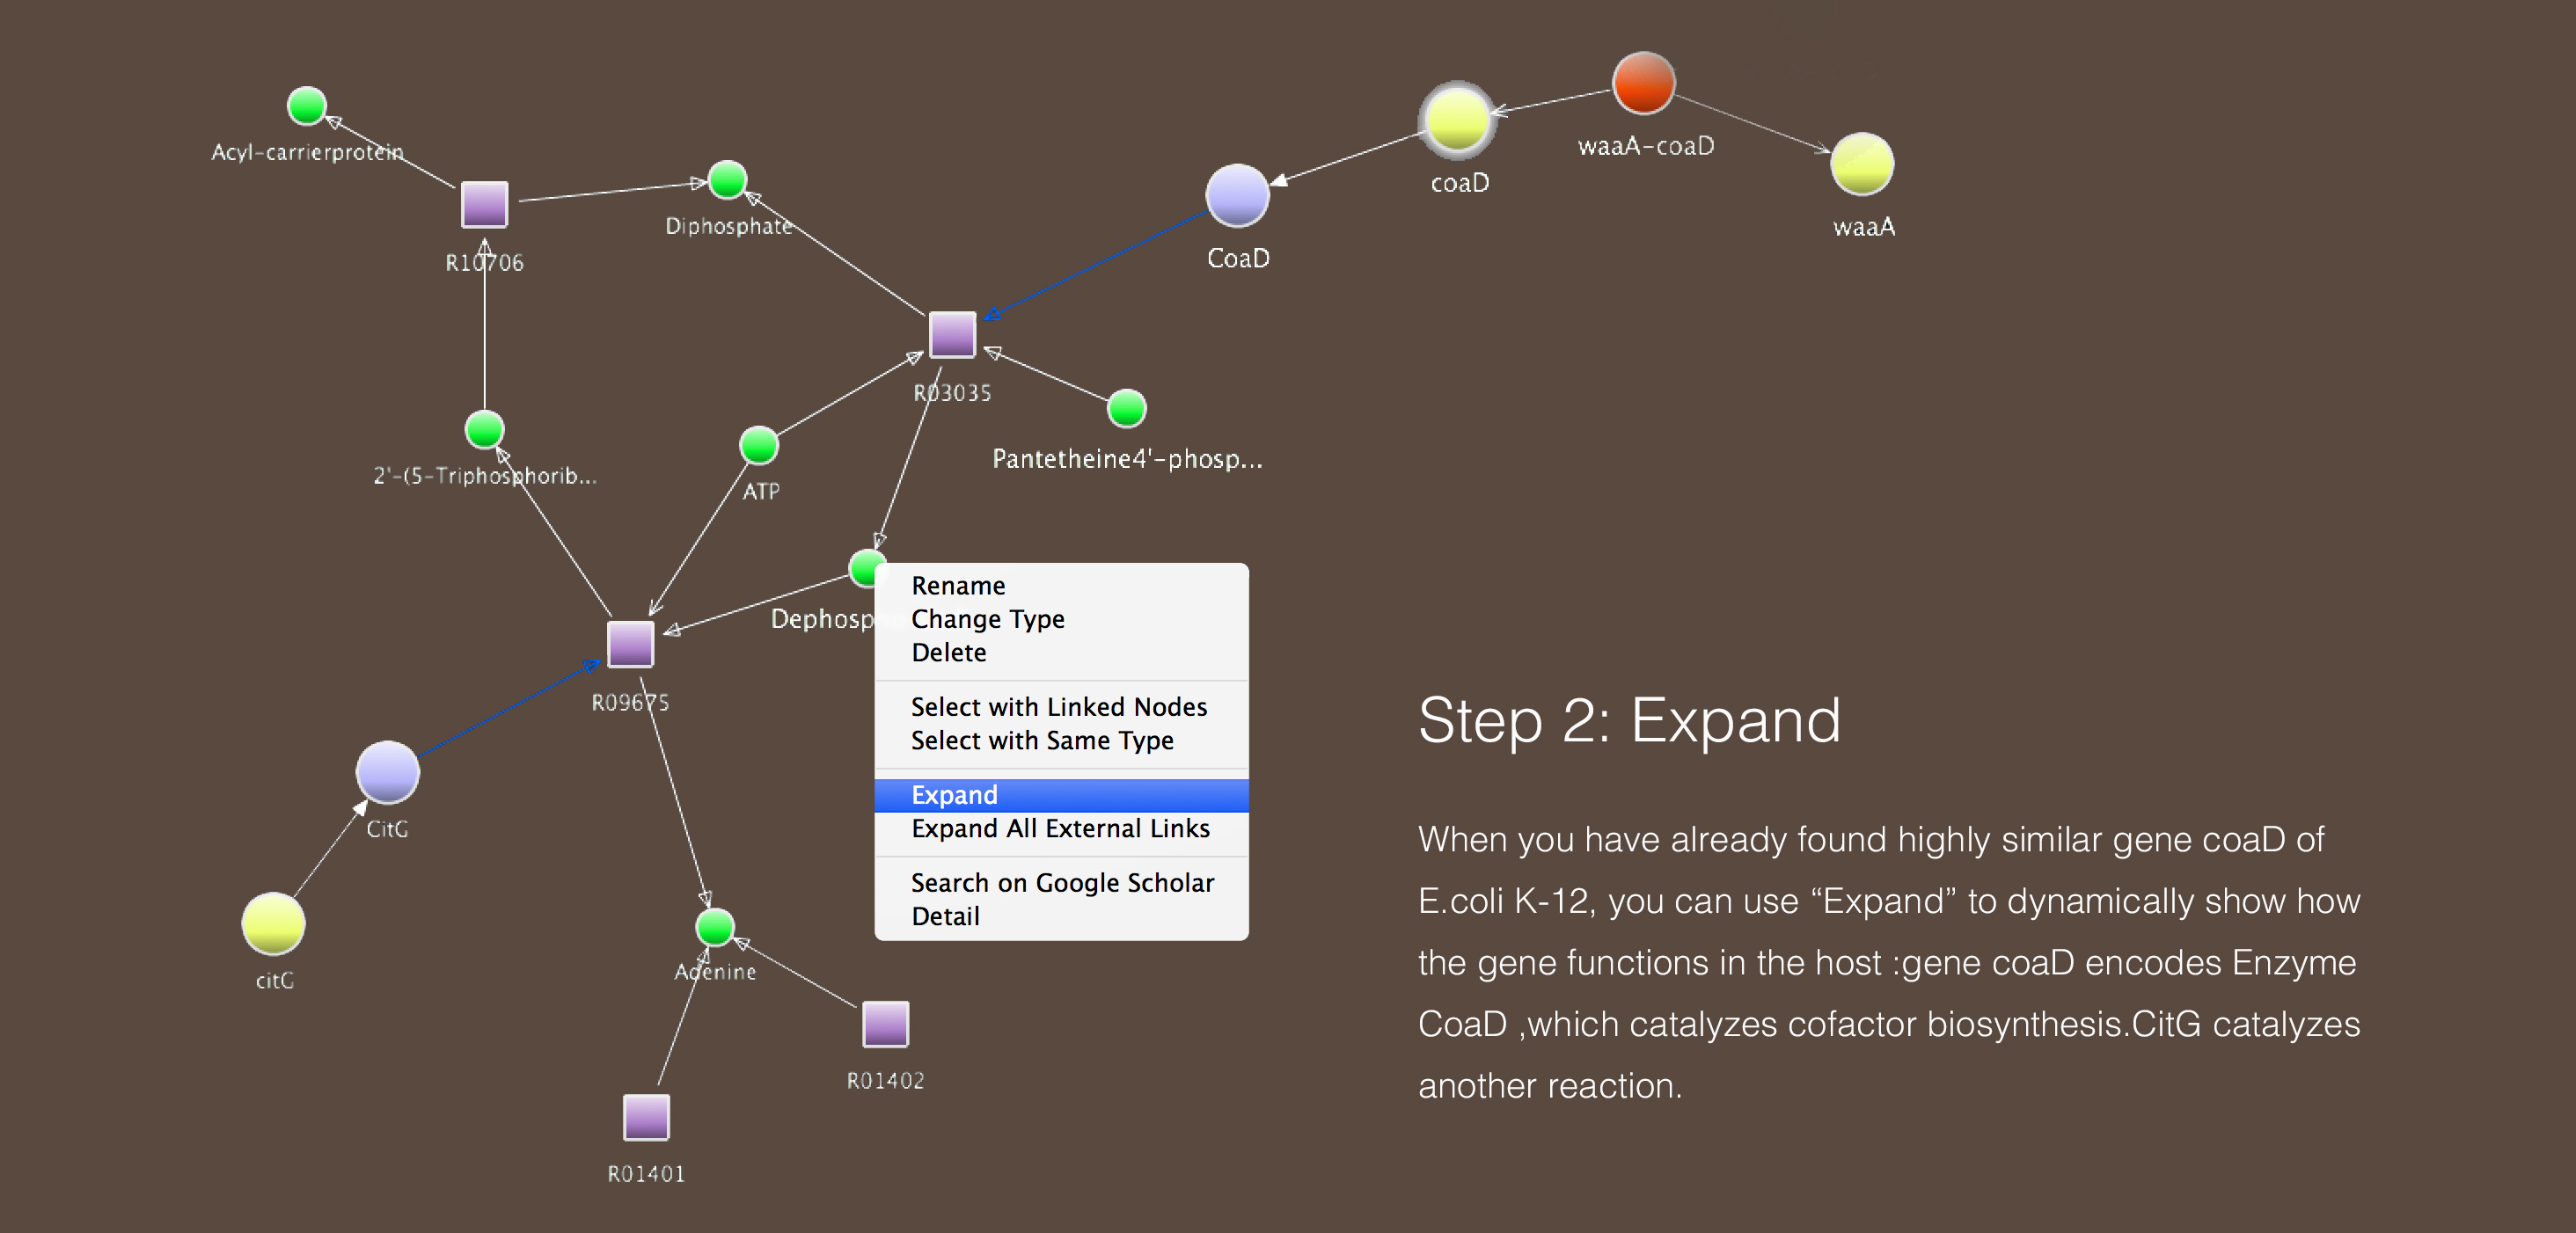 waaA-coaD
Acyl-carrierprotein
coaD
Diphosphate
waaA
CoaD
R10706
R03035
Pantetheine4'-phosp...
2'-(5-Triphosphorib...
ATP
Dephosp
Rename
Change Type
Delete
R09675
Select with Linked Nodes
Select with Same Type
Expand
Expand All External Links
Search on Google Scholar
Detail
CitG
citG
Adenine
R01402
R01401
Step 2: Expand
When you have already found highly similar gene coaD of
E.coli K-12, you can use “Expand” to dynamically show how
the gene functions in the host :gene coaD encodes Enzyme
CoaD ,which catalyzes cofactor biosynthesis.CitG catalyzes
another reaction.